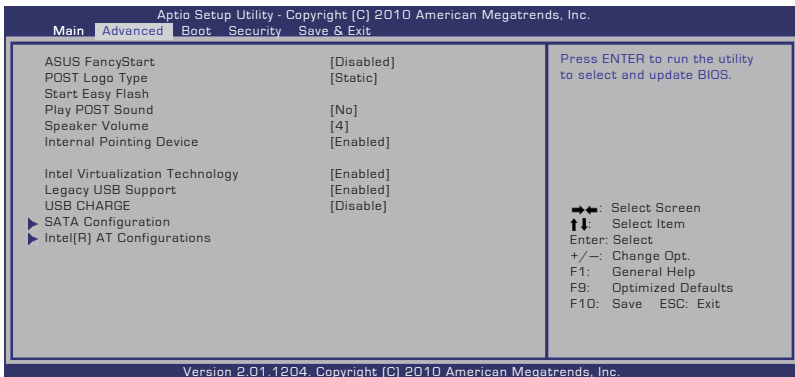 Aptio Setup Utility - Copyright (C) 2010 American Megatrends, Inc.
Main Advanced Boot Security Save & Exit
ASUS FancyStart [Disabled]
POST Logo Type [Static]
Start Easy Flash
Play POST Sound [No]
Speaker Volume [4]
Internal Pointing Device [Enabled]
Intel Virtualization Technology [Enabled]
Legacy USB Support [Enabled]
USB CHARGE [Disable]
SATA Configuration
Intel(R) AT Configurations
Press ENTER to run the utility
to select and update BIOS.
→←: Select Screen
↑↓: Select Item
Enter: Select
+/—: Change Opt.
F1: General Help
F9: Optimized Defaults
F10: Save ESC: Exit
Version 2.01.1204. Copyright (C) 2010 American Megatrends, Inc.